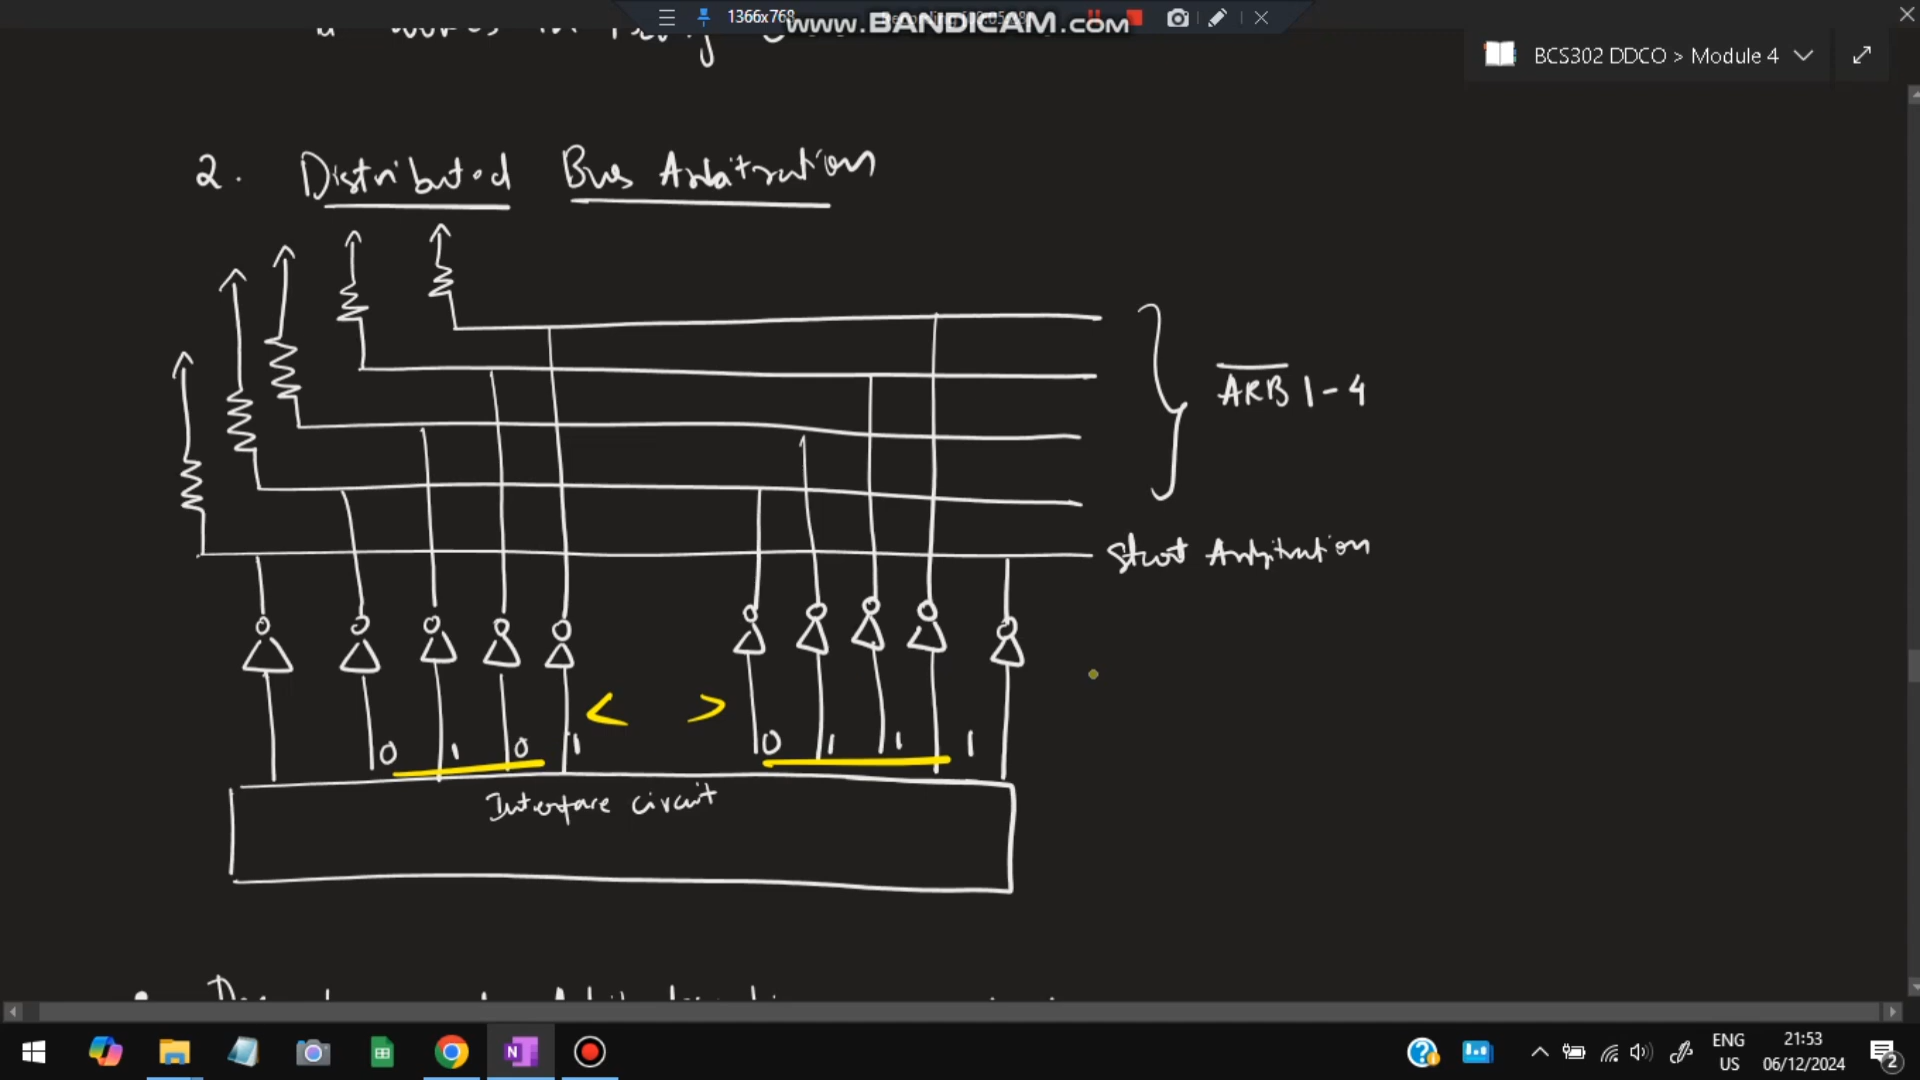 1366x768
www.BANDICAM.com
BCS302 DDCO > Module 4
2. Distributed Bus Arbitration
ARB 1-4
Start Arbitration
0 1 0 1 < > 0 1 1 1
Interface circuit
ENG
US
21:53
06/12/2024
2